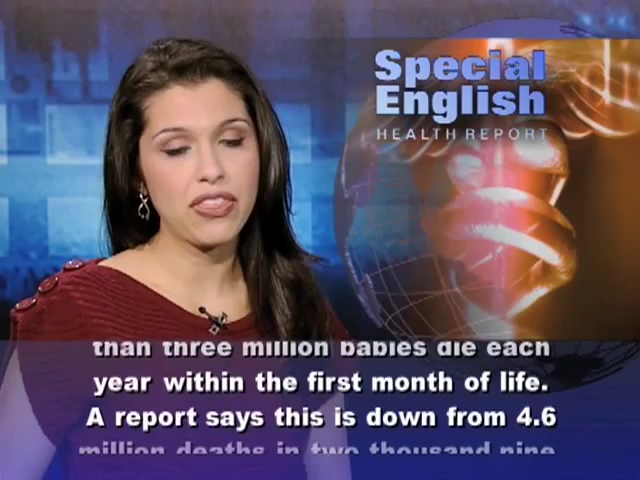 Special
English
HEALTH REPORT
than three million babies die each
year within the first month of life.
A report says this is down from 4.6
million deaths in two thousand nine